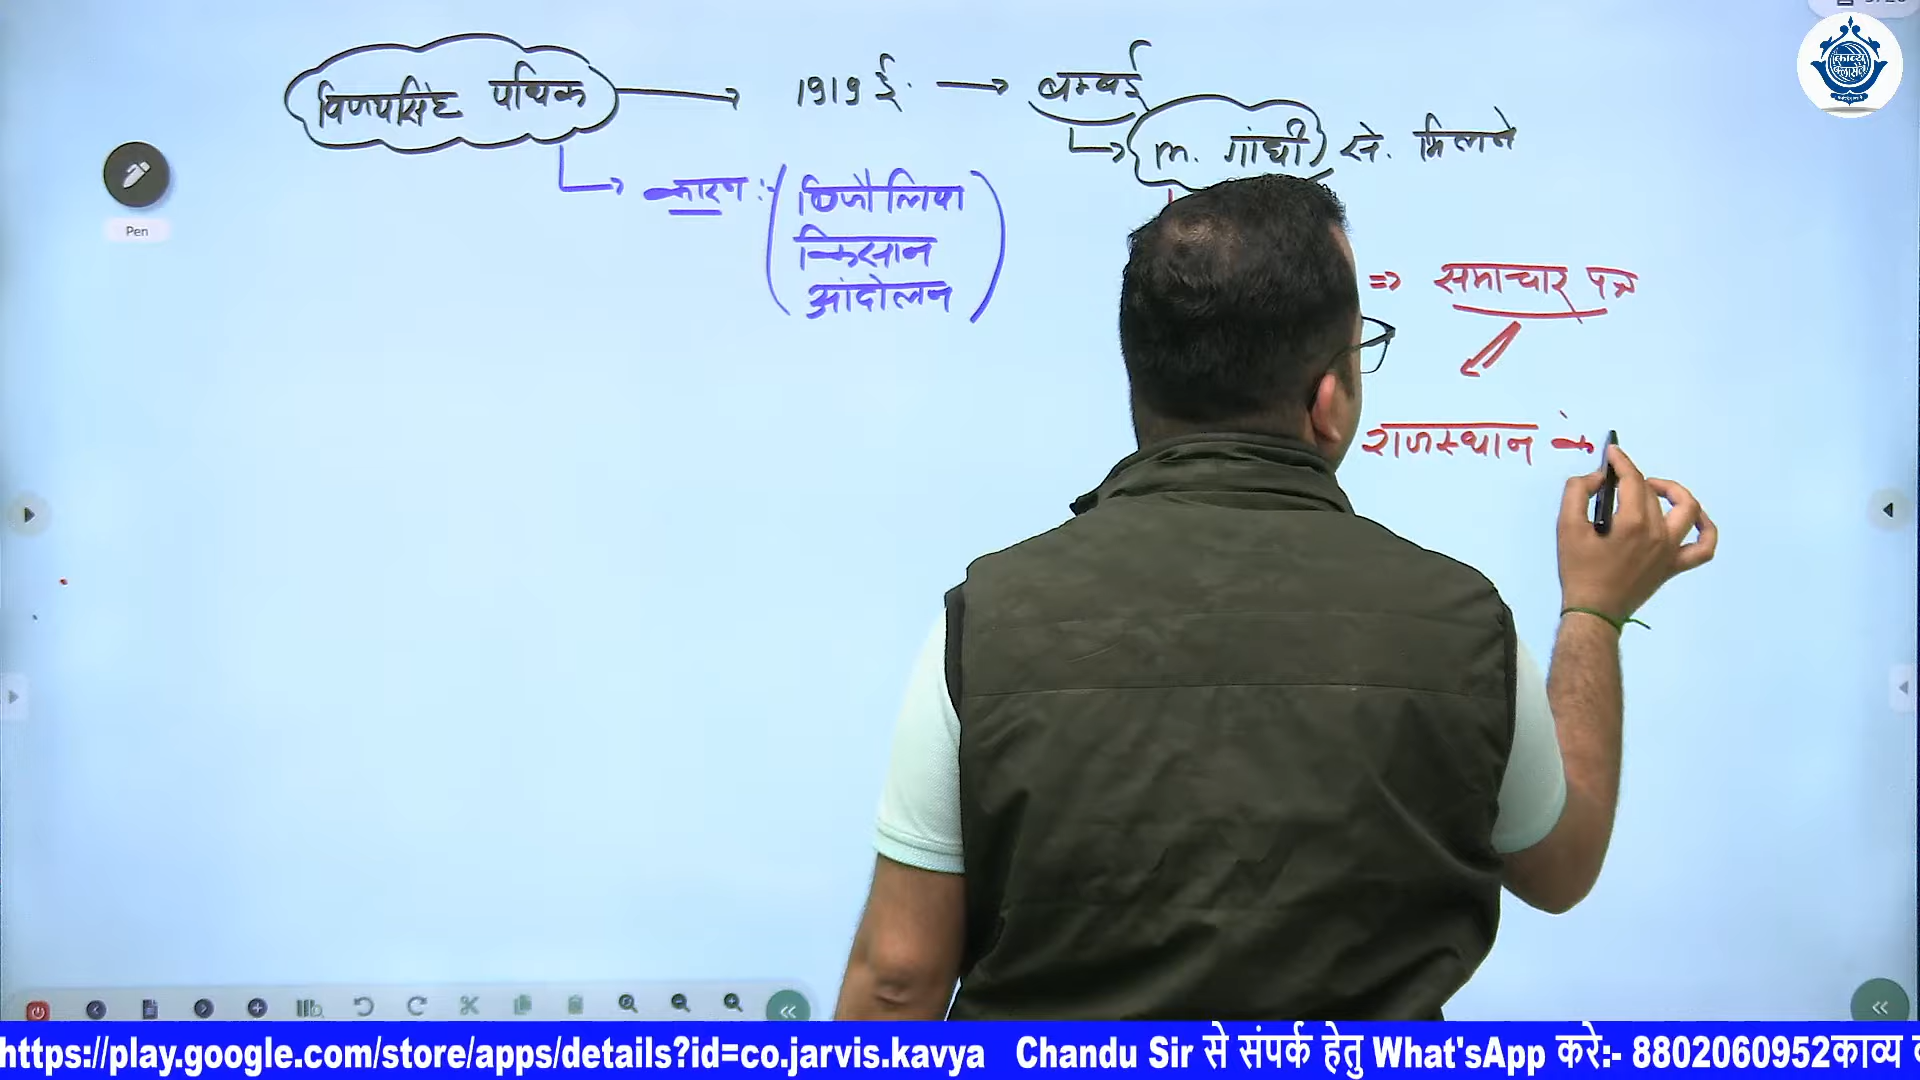 विजयसिंह पथिक → 1919 ई. → बम्बई
↳ M. गांधी से. मिलने
↳ कारण :- (बिजौलिया
किसान
आंदोलन)
⇒ समाचार पत्र
राजस्थान के
Pen
काव्य
क्लासेज
https://play.google.com/store/apps/details?id=co.jarvis.kavya Chandu Sir से संपर्क हेतु What'sApp करे:- 8802060952काव्य